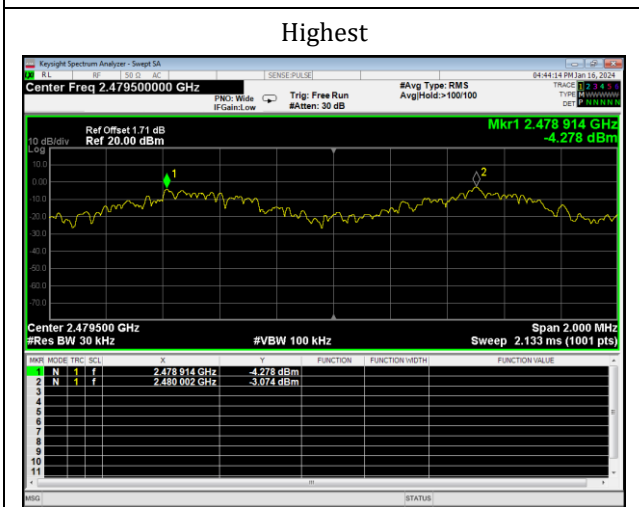 Highest
Keysight Spectrum Analyzer - Swept SA
RL RF 50 Ω AC SENSE:PULSE 04:44:14 PM Jan 16, 2024
Center Freq 2.479500000 GHz #Avg Type: RMS TRACE 1 2 3 4 5 6
PNO: Wide Trig: Free Run Avg|Hold:>100/100 TYPE M WWWWW
IFGain:Low #Atten: 30 dB DET P NNNNN
Mkr1 2.478 914 GHz
Ref Offset 1.71 dB
10 dB/div Ref 20.00 dBm -4.278 dBm
Log
10.0
1
2
0.00
-10.0
-20.0
-30.0
-40.0
-50.0
-60.0
-70.0
Center 2.479500 GHz Span 2.000 MHz
#Res BW 30 kHz #VBW 100 kHz Sweep 2.133 ms (1001 pts)
MKR MODE TRC SCL X Y FUNCTION FUNCTION WIDTH FUNCTION VALUE
1 N 1 f 2.478 914 GHz -4.278 dBm
2 N 1 f 2.480 002 GHz -3.074 dBm
3
4
5
6
7
8
9
10
11
MSG STATUS